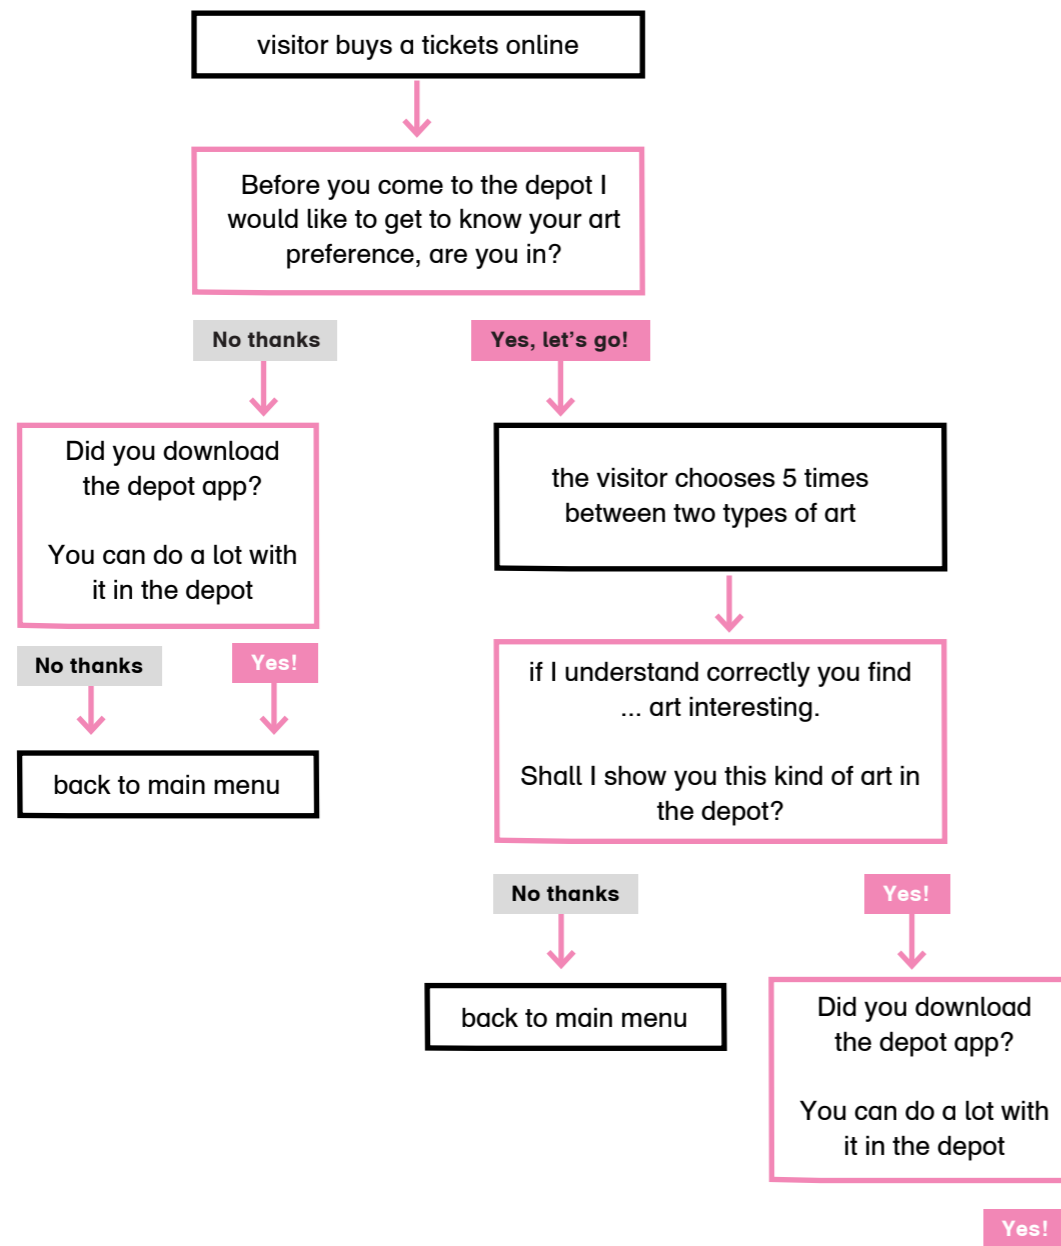 visitor buys a tickets online
Before you come to the depot I
would like to get to know your art
preference, are you in?
No thanks
Yes, let's go!
Did you download
the depot app?
You can do a lot with
it in the depot
the visitor chooses 5 times
between two types of art
No thanks
Yes!
back to main menu
if I understand correctly you find
... art interesting.
Shall I show you this kind of art in
the depot?
No thanks
Yes!
back to main menu
Did you download
the depot app?
You can do a lot with
it in the depot
Yes!